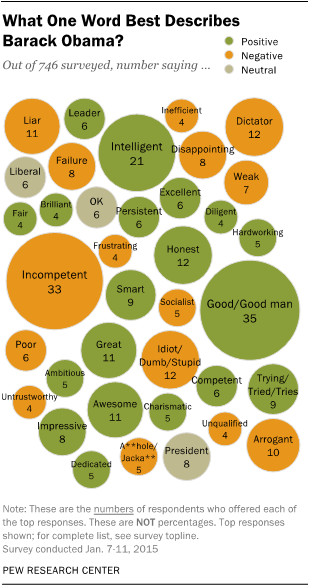 What One Word Best Describes
Barack Obama?
Positive
Negative
Neutral
Out of 746 surveyed, number saying ...
Liar
11
Leader
6
Inefficient
4
Dictator
12
Intelligent
21
Disappointing
8
Failure
8
Liberal
6
Weak
7
Excellent
6
Brilliant
4
OK
6
Persistent
6
Fair
4
Diligent
4
Hardworking
5
Frustrating
4
Honest
12
Incompetent
33
Smart
9
Socialist
5
Good/Good man
35
Poor
6
Great
11
Idiot/
Dumb/Stupid
12
Ambitious
5
Competent
6
Trying/
Tried/Tries
9
Untrustworthy
4
Awesome
11
Charismatic
5
Impressive
8
Unqualified
4
Arrogant
10
A**hole/
Jacka**
5
President
8
Dedicated
5
Note: These are the numbers of respondents who offered each of
the top responses. These are NOT percentages. Top responses
shown; for complete list, see survey topline.
Survey conducted Jan. 7-11, 2015
PEW RESEARCH CENTER